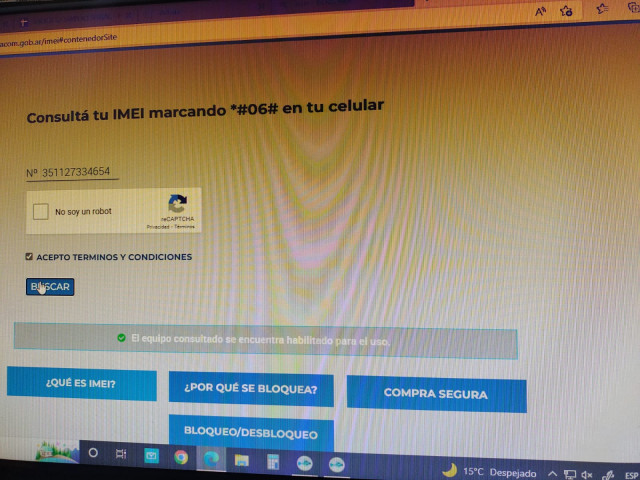 acom.gob.ar/imei#contenedorSite
Consultá tu IMEI marcando *#06# en tu celular
Nº 351127334654
No soy un robot
reCAPTCHA
Privacidad - Términos
ACEPTO TERMINOS Y CONDICIONES
BUSCAR
El equipo consultado se encuentra habilitado para el uso.
¿QUÉ ES IMEI?
¿POR QUÉ SE BLOQUEA?
COMPRA SEGURA
BLOQUEO/DESBLOQUEO
15°C Despejado
ESP